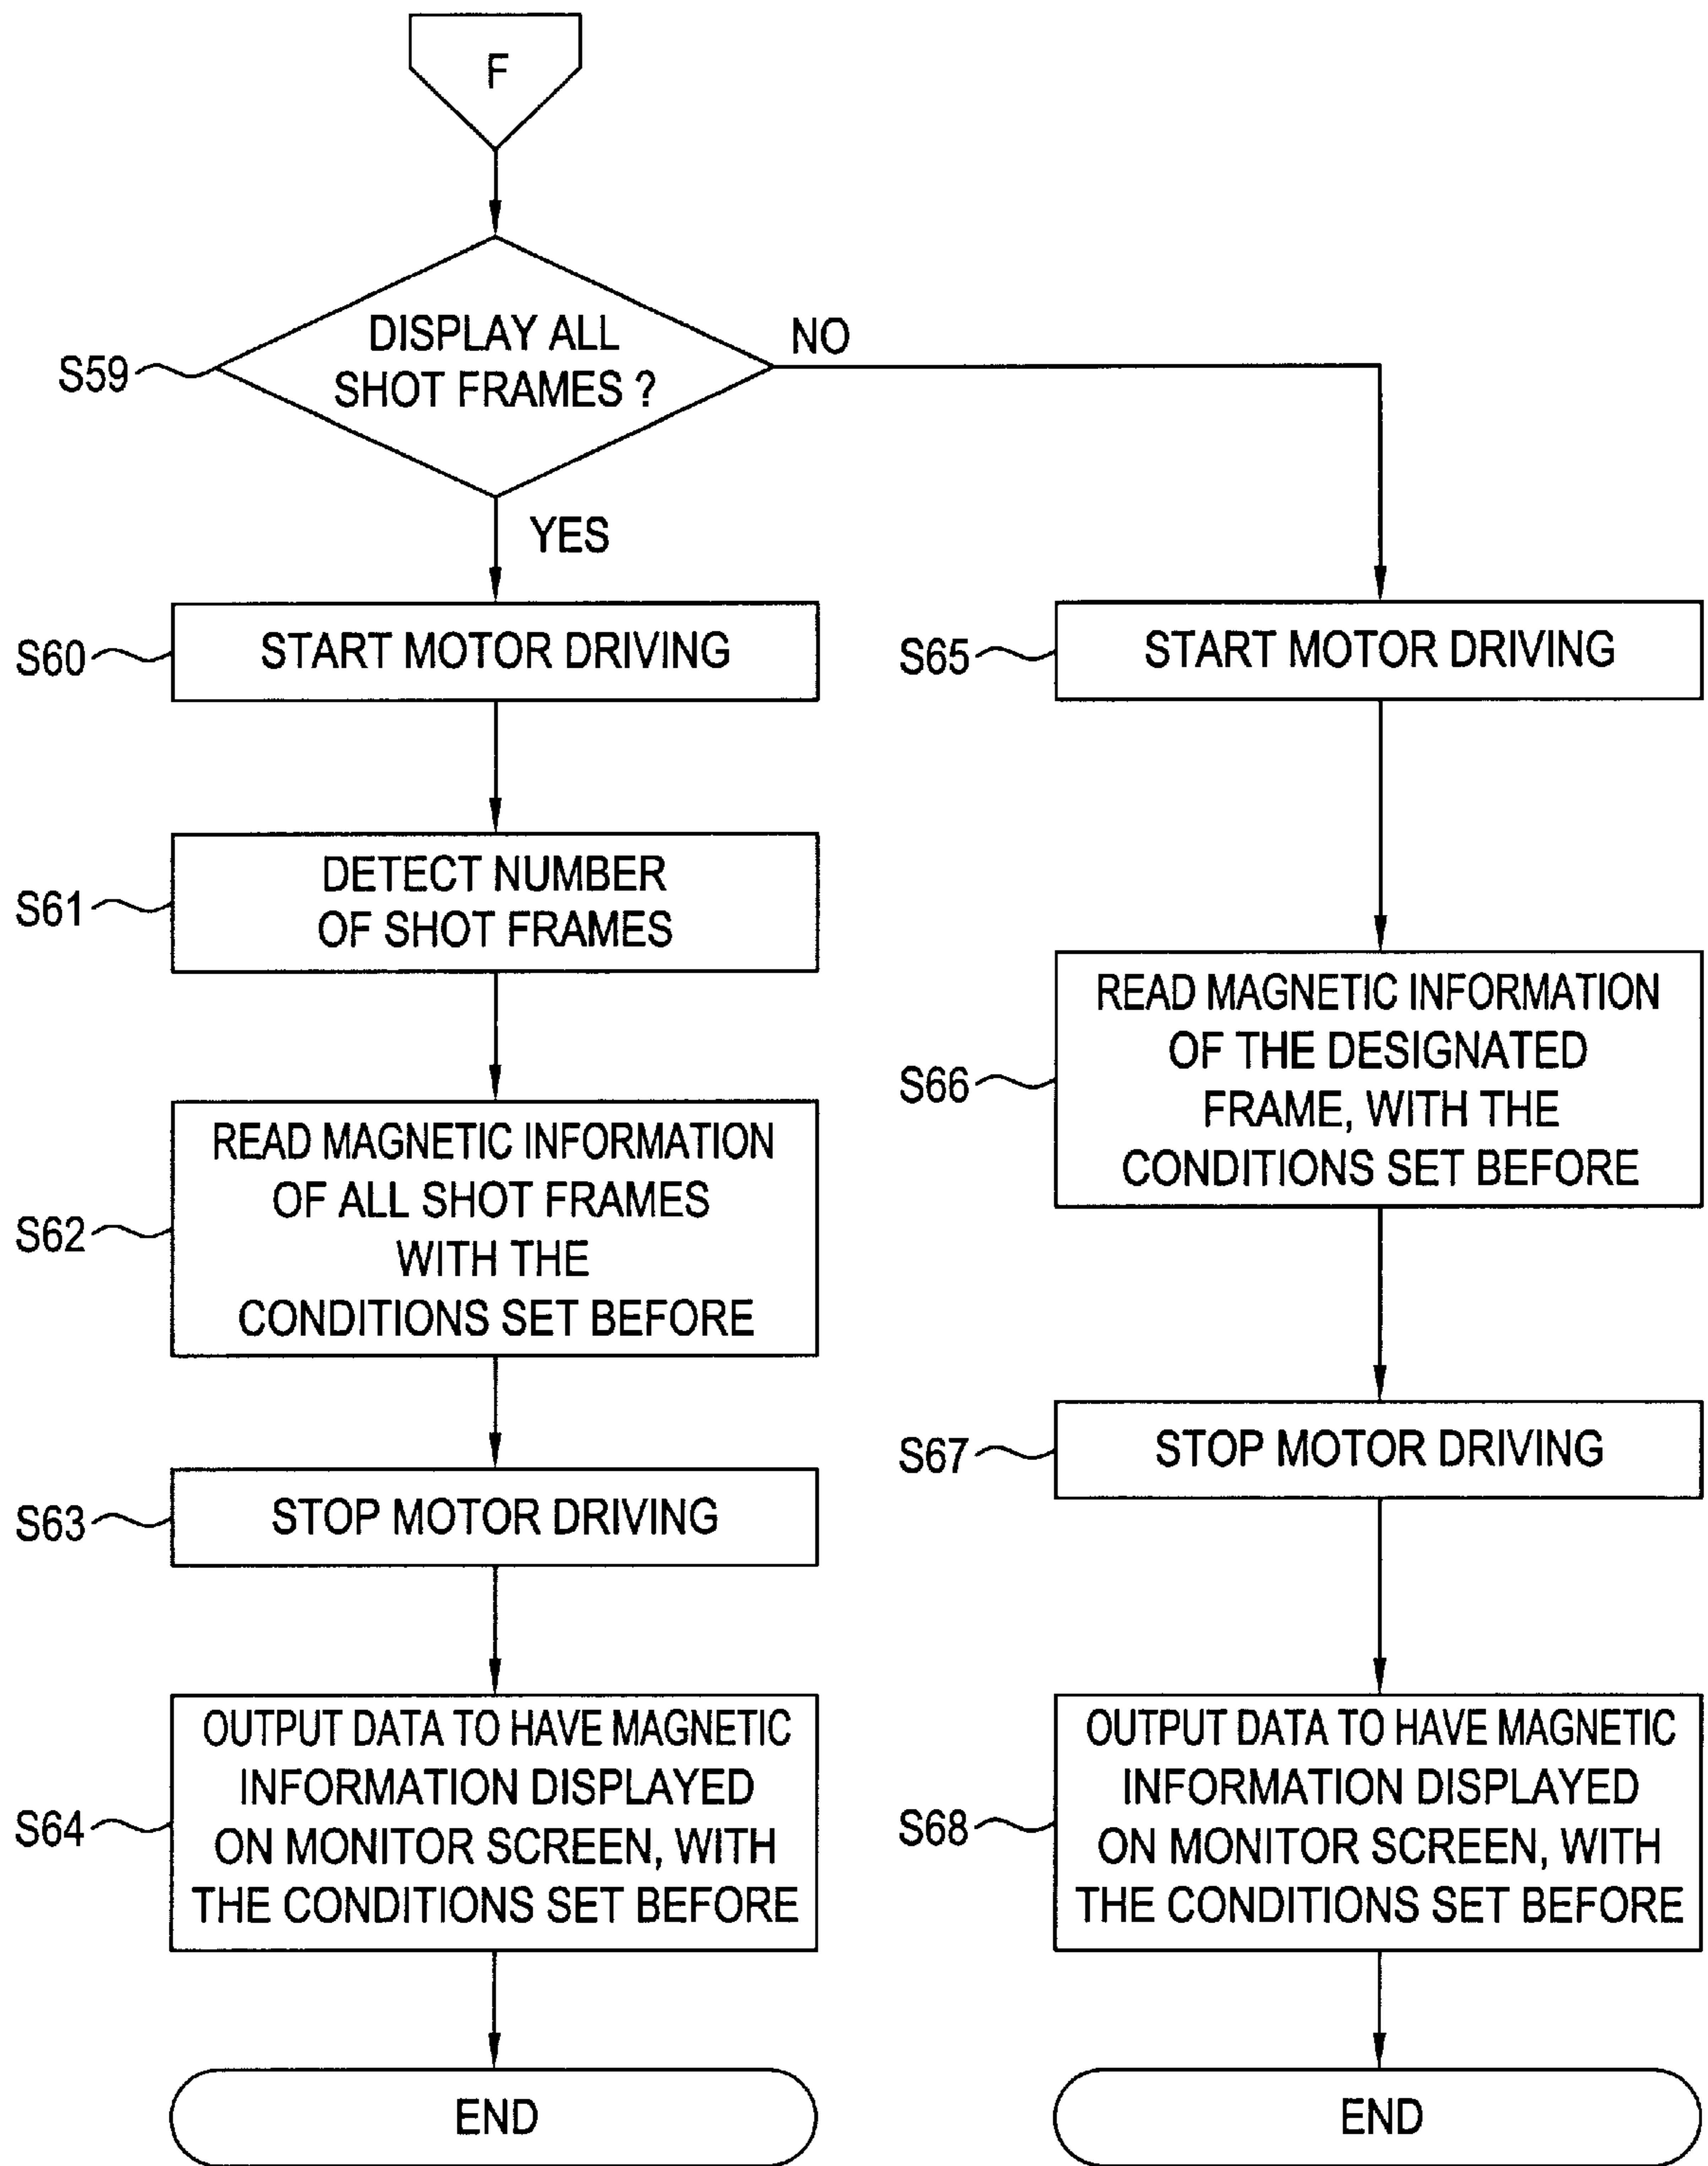 F
DISPLAY ALL
SHOT FRAMES ?
NO
S59
YES
S60
START MOTOR DRIVING
S61
DETECT NUMBER
OF SHOT FRAMES
S62
READ MAGNETIC INFORMATION
OF ALL SHOT FRAMES
WITH THE
CONDITIONS SET BEFORE
S63
STOP MOTOR DRIVING
S64
OUTPUT DATA TO HAVE MAGNETIC
INFORMATION DISPLAYED
ON MONITOR SCREEN, WITH
THE CONDITIONS SET BEFORE
END
S65
START MOTOR DRIVING
S66
READ MAGNETIC INFORMATION
OF THE DESIGNATED
FRAME, WITH THE
CONDITIONS SET BEFORE
S67
STOP MOTOR DRIVING
S68
OUTPUT DATA TO HAVE MAGNETIC
INFORMATION DISPLAYED
ON MONITOR SCREEN, WITH
THE CONDITIONS SET BEFORE
END